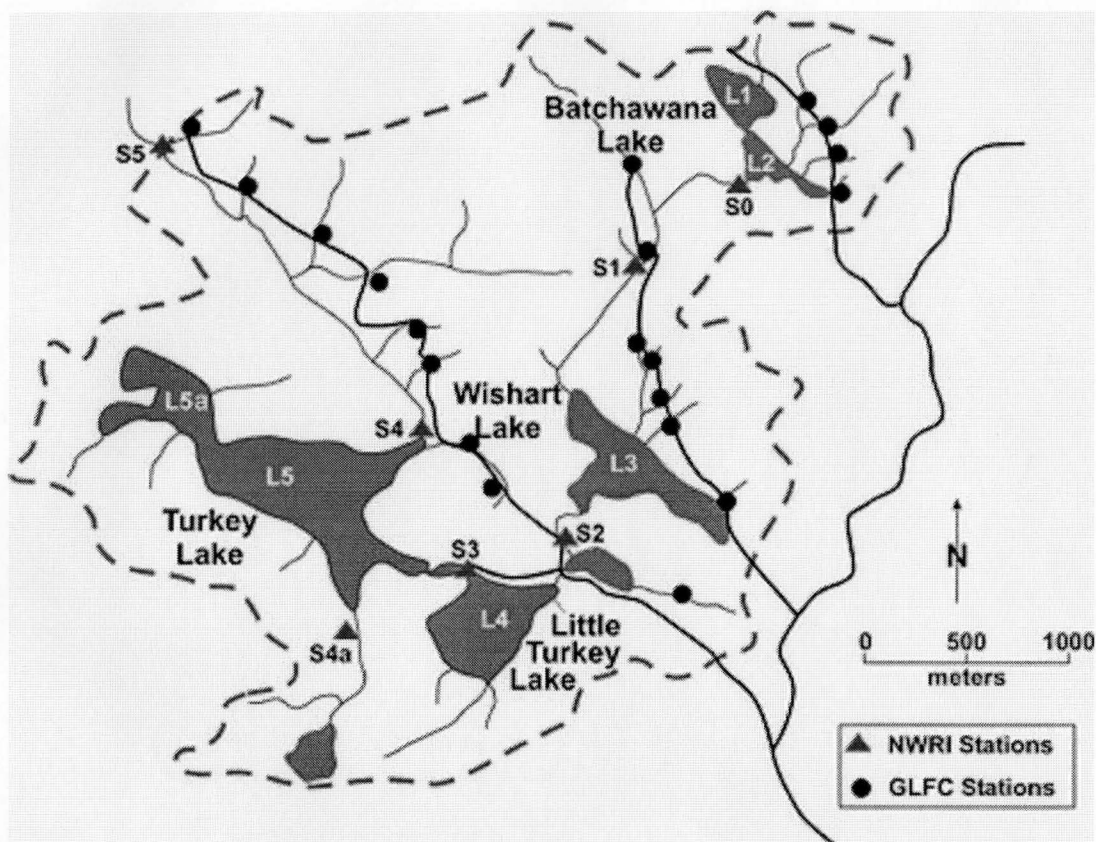 Batchawana
Lake
L1
L2
S0
S5
S1
L5a
Wishart
Lake
S4
L3
L5
Turkey
Lake
S2
S3
N
L4
Little
Turkey
Lake
S4a
0 500 1000
meters
NWRI Stations
GLFC Stations